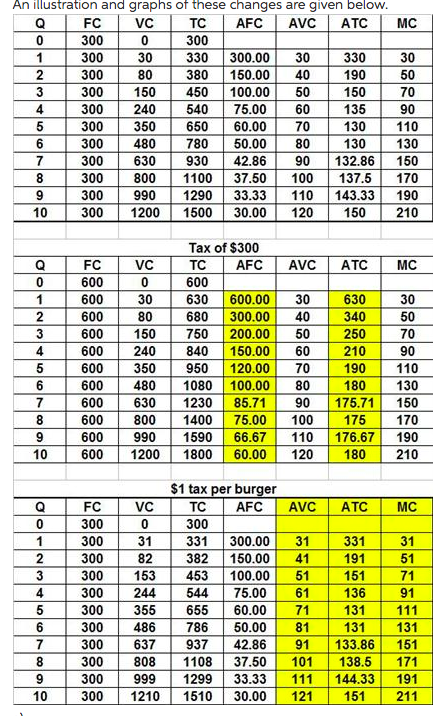 An illustration and graphs of these changes are given below.
Q FC VC TC AFC AVC ATC MC
0 300 0 300
1 300 30 330 300.00 30 330 30
2 300 80 380 150.00 40 190 50
3 300 150 450 100.00 50 150 70
4 300 240 540 75.00 60 135 90
5 300 350 650 60.00 70 130 110
6 300 480 780 50.00 80 130 130
7 300 630 930 42.86 90 132.86 150
8 300 800 1100 37.50 100 137.5 170
9 300 990 1290 33.33 110 143.33 190
10 300 1200 1500 30.00 120 150 210
Tax of $300
Q FC VC TC AFC AVC ATC MC
0 600 0 600
1 600 30 630 600.00 30 630 30
2 600 80 680 300.00 40 340 50
3 600 150 750 200.00 50 250 70
4 600 240 840 150.00 60 210 90
5 600 350 950 120.00 70 190 110
6 600 480 1080 100.00 80 180 130
7 600 630 1230 85.71 90 175.71 150
8 600 800 1400 75.00 100 175 170
9 600 990 1590 66.67 110 176.67 190
10 600 1200 1800 60.00 120 180 210
$1 tax per burger
Q FC VC TC AFC AVC ATC MC
0 300 0 300
1 300 31 331 300.00 31 331 31
2 300 82 382 150.00 41 191 51
3 300 153 453 100.00 51 151 71
4 300 244 544 75.00 61 136 91
5 300 355 655 60.00 71 131 111
6 300 486 786 50.00 81 131 131
7 300 637 937 42.86 91 133.86 151
8 300 808 1108 37.50 101 138.5 171
9 300 999 1299 33.33 111 144.33 191
10 300 1210 1510 30.00 121 151 211